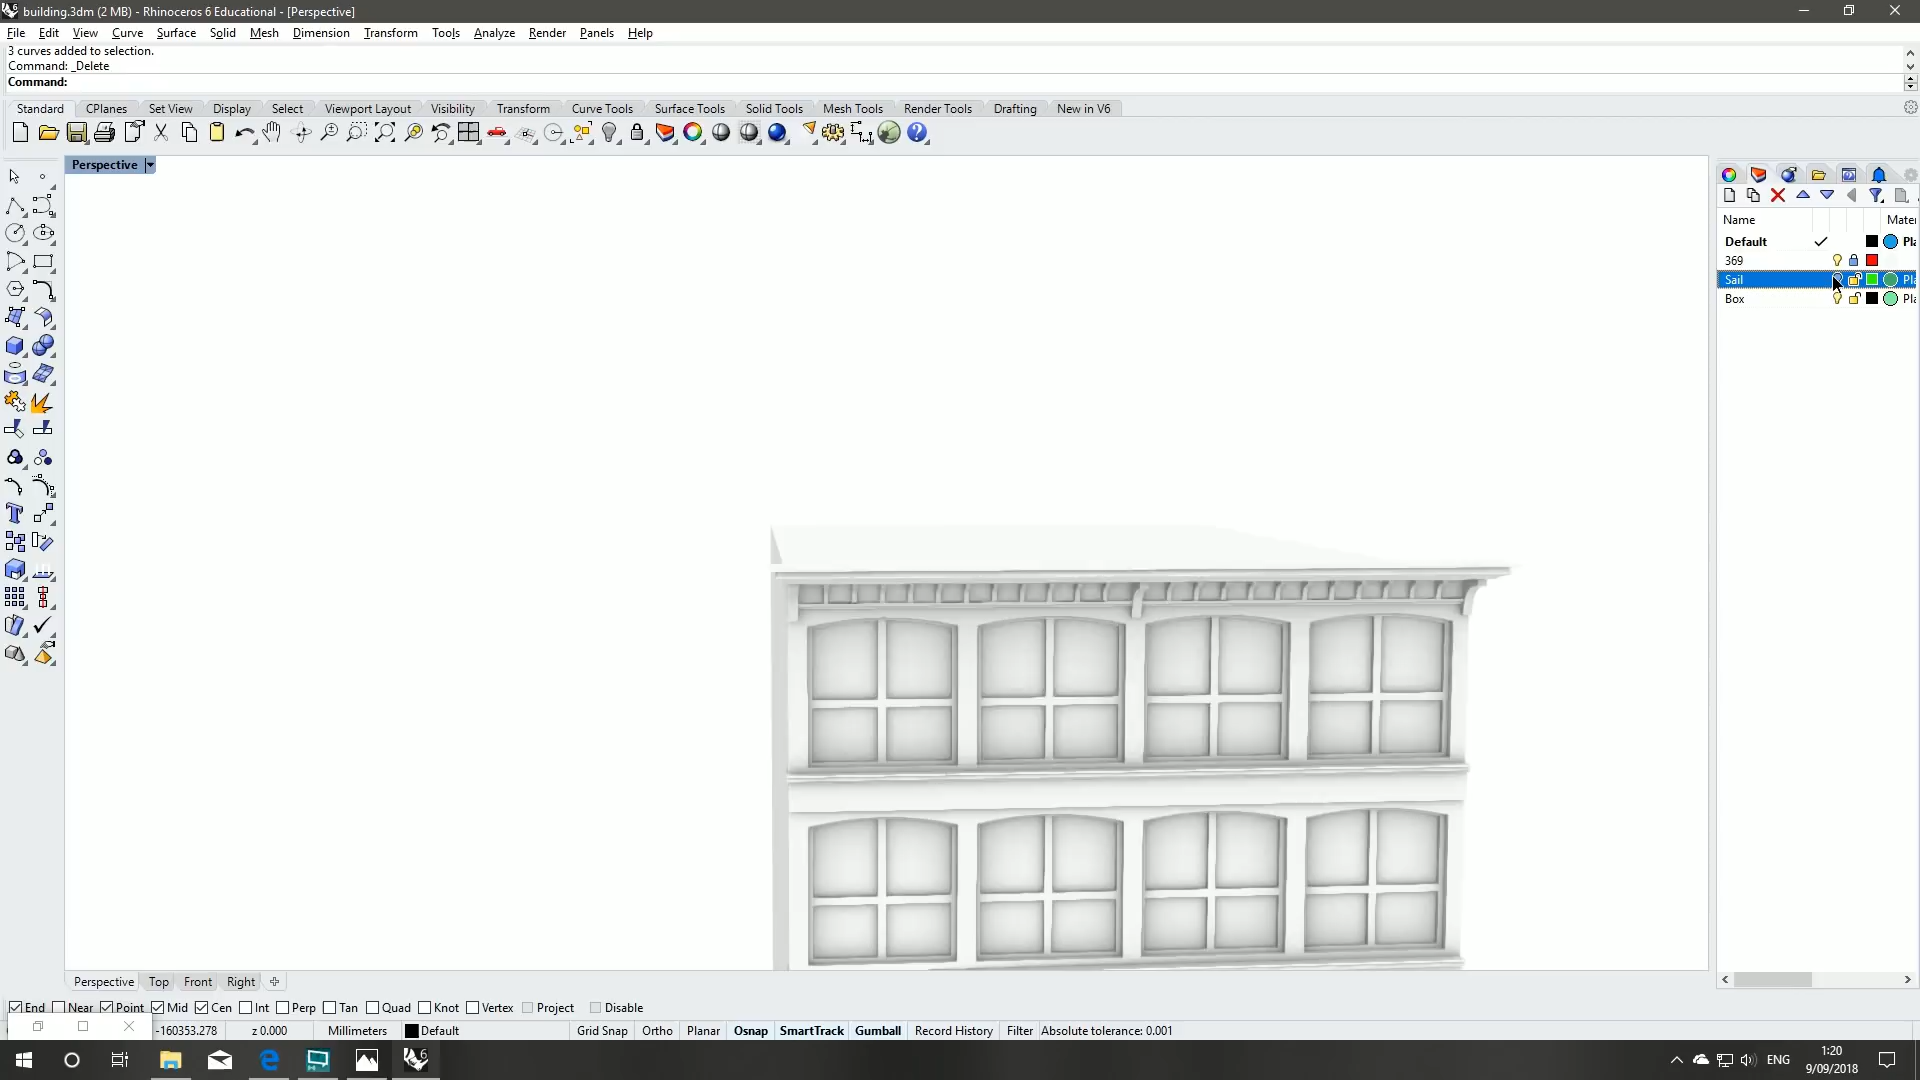 building.3dm (2 MB) - Rhinoceros 6 Educational - [Perspective]
File Edit View Curve Surface Solid Mesh Dimension Transform Tools Analyze Render Panels Help
3 curves added to selection.
Command: _Delete
Command:
Standard CPlanes Set View Display Select Viewport Layout Visibility Transform Curve Tools Surface Tools Solid Tools Mesh Tools Render Tools Drafting New in V6
Perspective
Name Mater
Default Pla
369
Sail Pla
Box Pla
Perspective Top Front Right
End Near Point Mid Cen Int Perp Tan Quad Knot Vertex Project Disable
-160353.278 z 0.000 Millimeters Default Grid Snap Ortho Planar Osnap SmartTrack Gumball Record History Filter Absolute tolerance: 0.001
ENG
1:20
9/09/2018